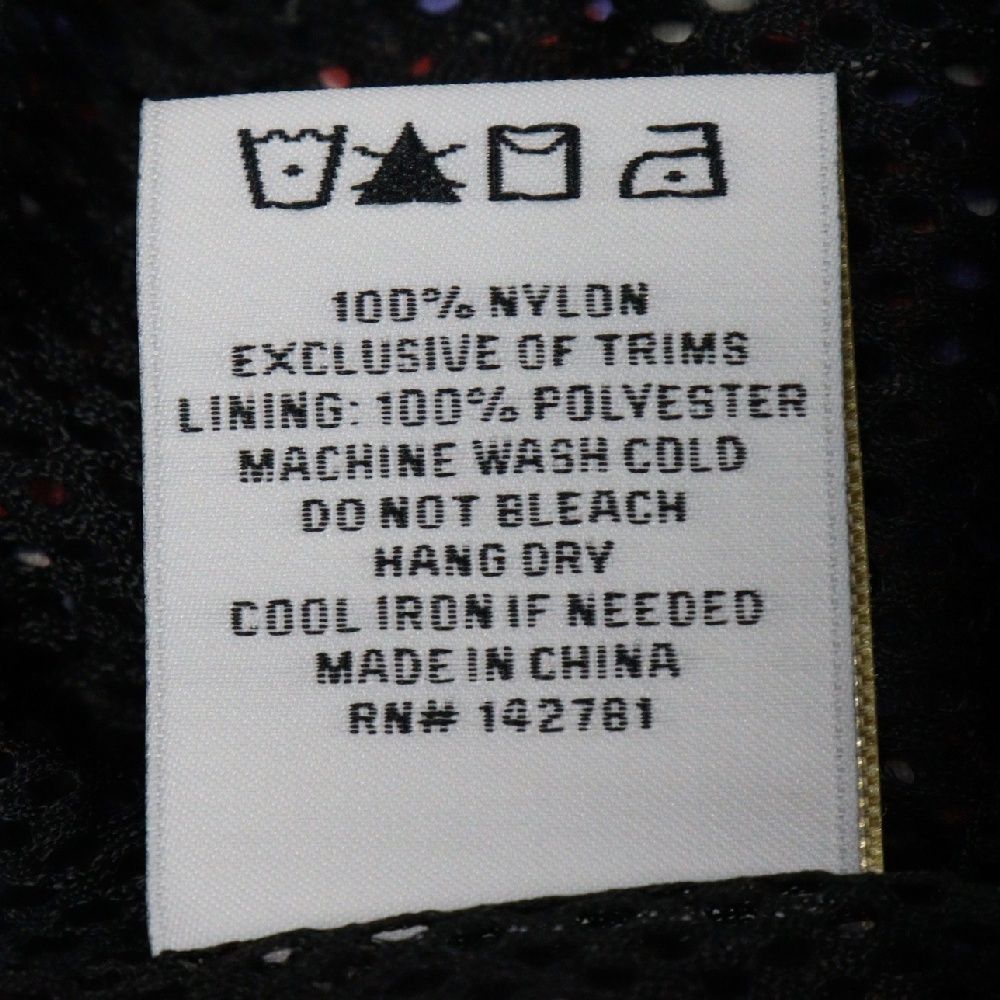 100% NYLON
EXCLUSIVE OF TRIMS
LINING: 100% POLYESTER
MACHINE WASH COLD
DO NOT BLEACH
HANG DRY
COOL IRON IF NEEDED
MADE IN CHINA
RN# 142781